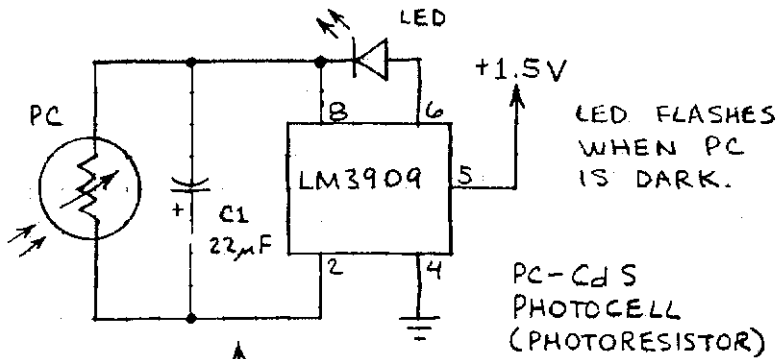 LED
+1.5V
PC
8
6
LED FLASHES
WHEN PC
IS DARK.
LM3909
5
+
C1
22µF
2
4
PC-CdS
PHOTOCELL
(PHOTORESISTOR)